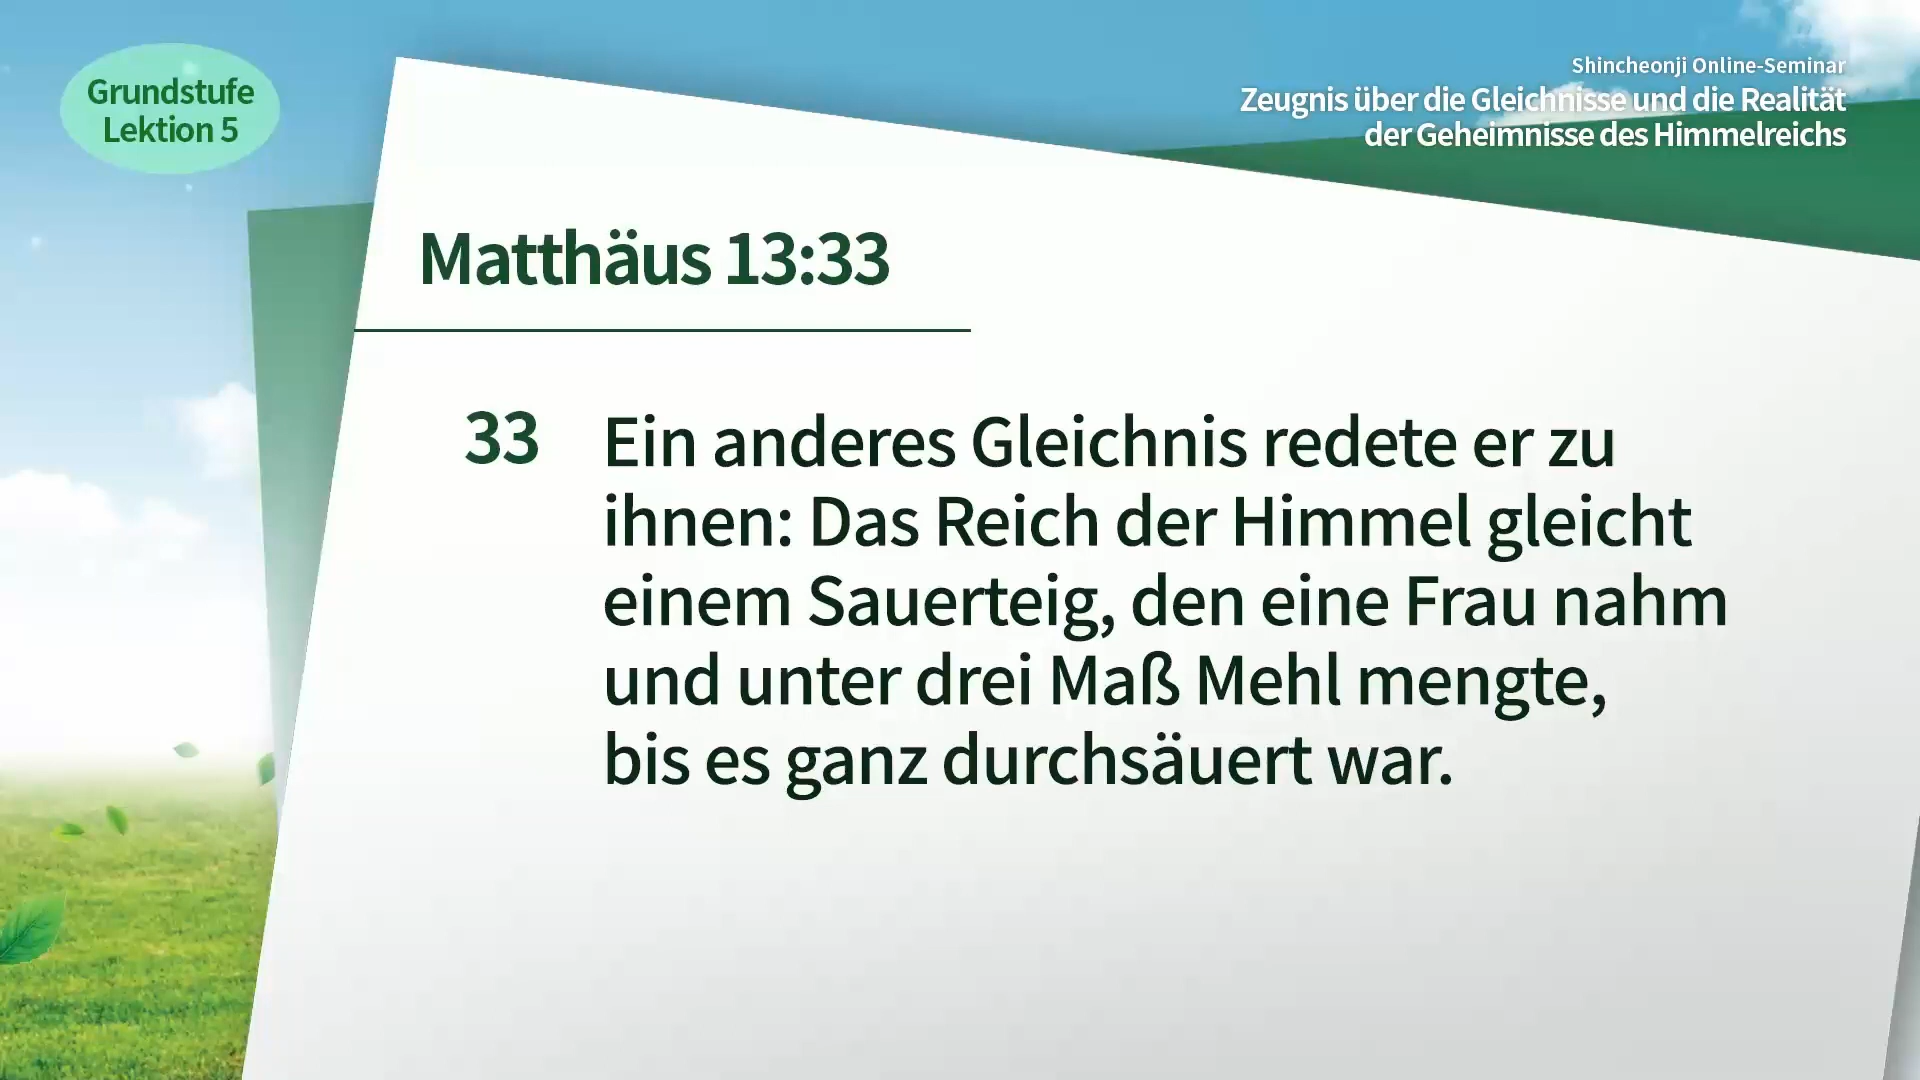 Grundstufe
Lektion 5
Shincheonji Online-Seminar
Zeugnis über die Gleichnisse und die Realität
der Geheimnisse des Himmelreichs
Matthäus 13:33
33 Ein anderes Gleichnis redete er zu
ihnen: Das Reich der Himmel gleicht
einem Sauerteig, den eine Frau nahm
und unter drei Maß Mehl mengte,
bis es ganz durchsäuert war.